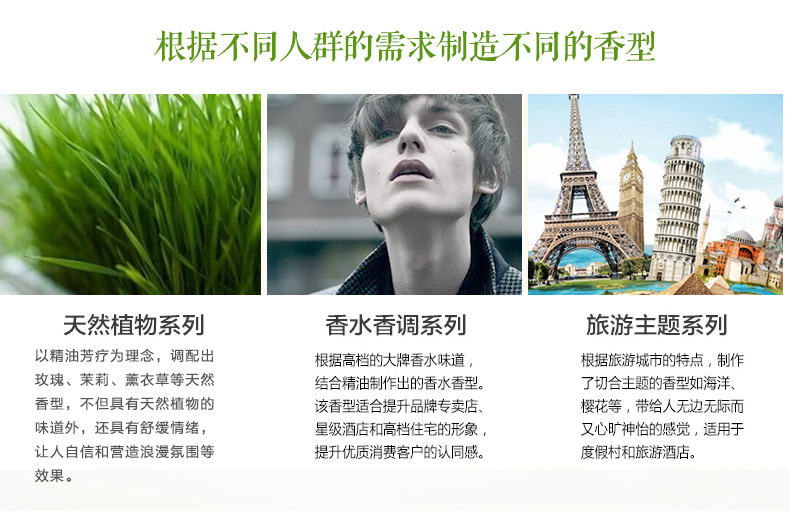 根据不同人群的需求制造不同的香型
天然植物系列
以精油芳疗为理念，调配出
玫瑰、茉莉、薰衣草等天然
香型，不但具有天然植物的
味道外，还具有舒缓情绪，
让人自信和营造浪漫氛围等
效果。
香水香调系列
根据高档的大牌香水味道，
结合精油制作出的香水香型。
该香型适合提升品牌专卖店、
星级酒店和高档住宅的形象，
提升优质消费客户的认同感。
旅游主题系列
根据旅游城市的特点，制作
了切合主题的香型如海洋、
樱花等，带给人无边无际而
又心旷神怡的感觉，适用于
度假村和旅游酒店。